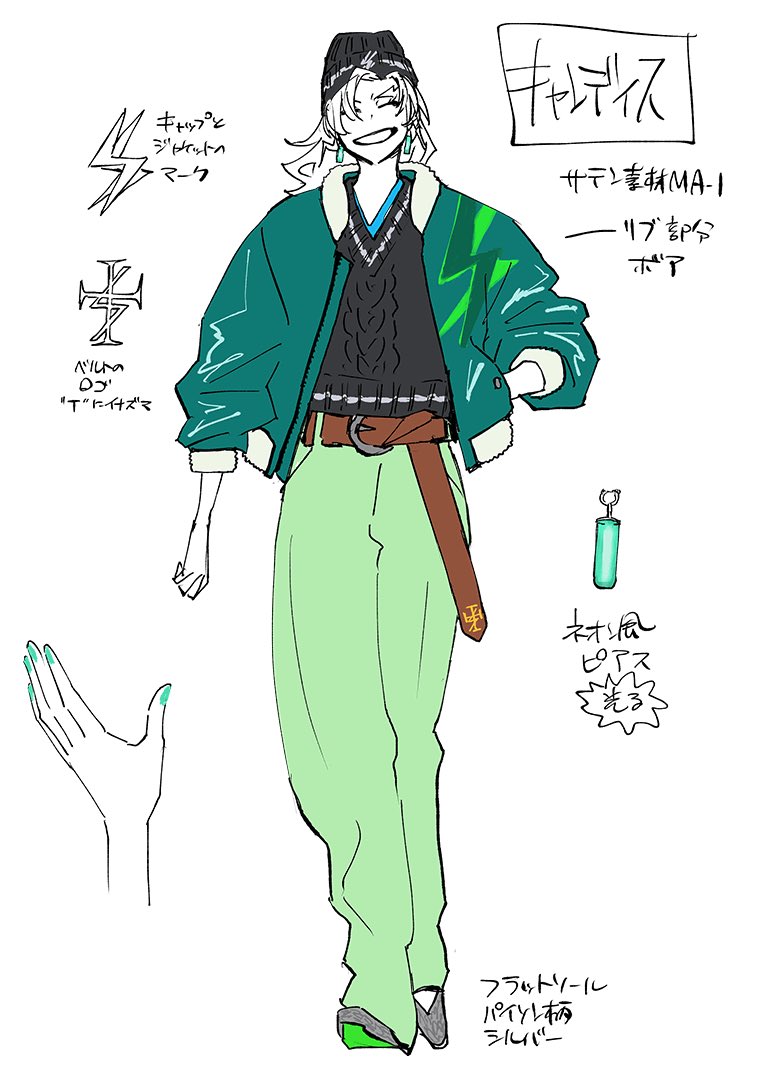 キャンディス
キャップと
ジャケットの
マーク
サテン素材MA-1
リブ部分
ボア
ベルトの
ロゴ
"T"にイナズマ
ネオン風
ピアス
光る
フラットソール
パイソン柄
シルバー